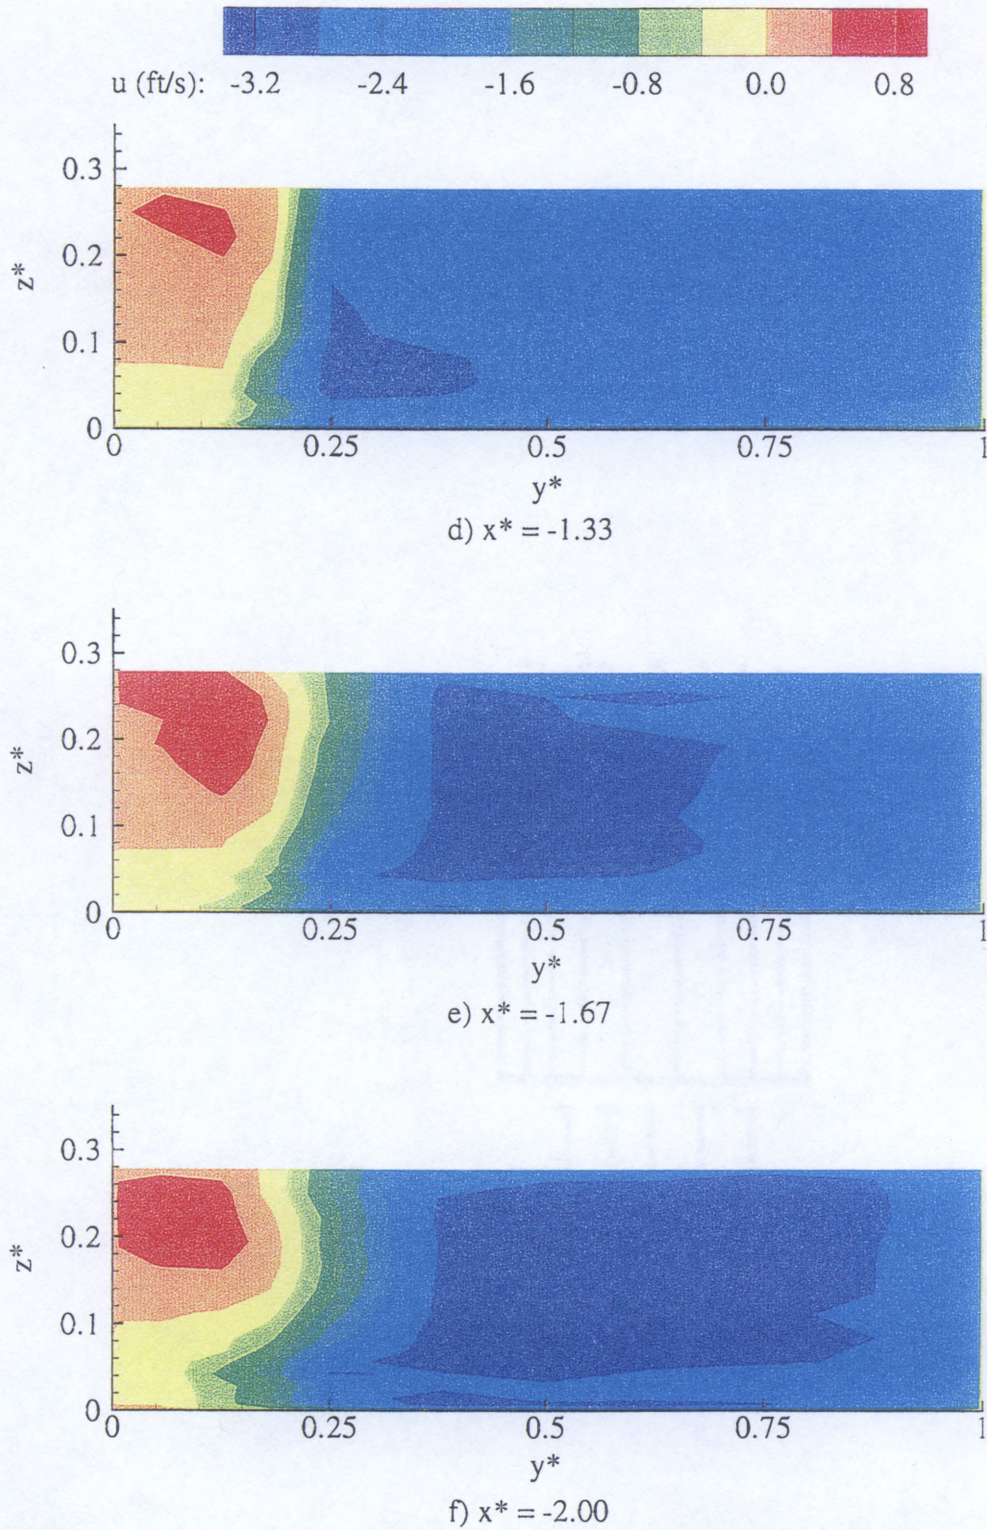 u (ft/s): -3.2 -2.4 -1.6 -0.8 0.0 0.8
0.3
0.2
z*
0.1
0
0 0.25 0.5 0.75 1
y*
d) x* = -1.33
0.3
0.2
z*
0.1
0
0 0.25 0.5 0.75 1
y*
e) x* = -1.67
0.3
0.2
z*
0.1
0
0 0.25 0.5 0.75 1
y*
f) x* = -2.00